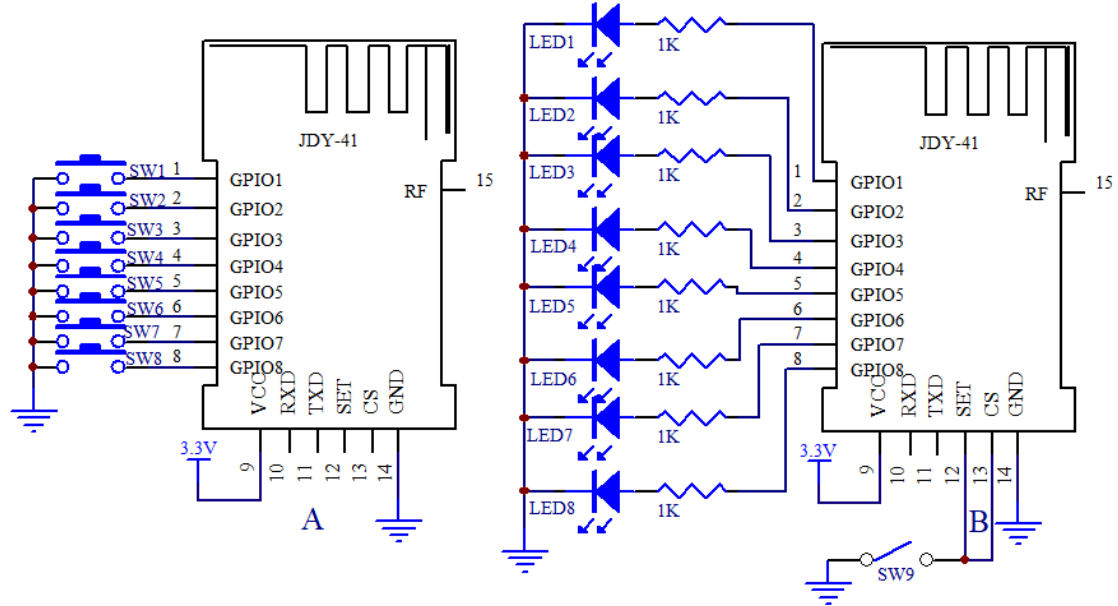 JDY-41
SW1 1 GPIO1
SW2 2 GPIO2
SW3 3 GPIO3
SW4 4 GPIO4
SW5 5 GPIO5
SW6 6 GPIO6
SW7 7 GPIO7
SW8 8 GPIO8
RF 15
VCC RXD TXD SET CS GND
3.3V
9 10 11 12 13 14
A
LED1 1K
LED2 1K
LED3 1K
LED4 1K
LED5 1K
LED6 1K
LED7 1K
LED8 1K
JDY-41
1 GPIO1
2 GPIO2
3 GPIO3
4 GPIO4
5 GPIO5
6 GPIO6
7 GPIO7
8 GPIO8
RF 15
VCC RXD TXD SET CS GND
3.3V
9 10 11 12 13 14
B
SW9